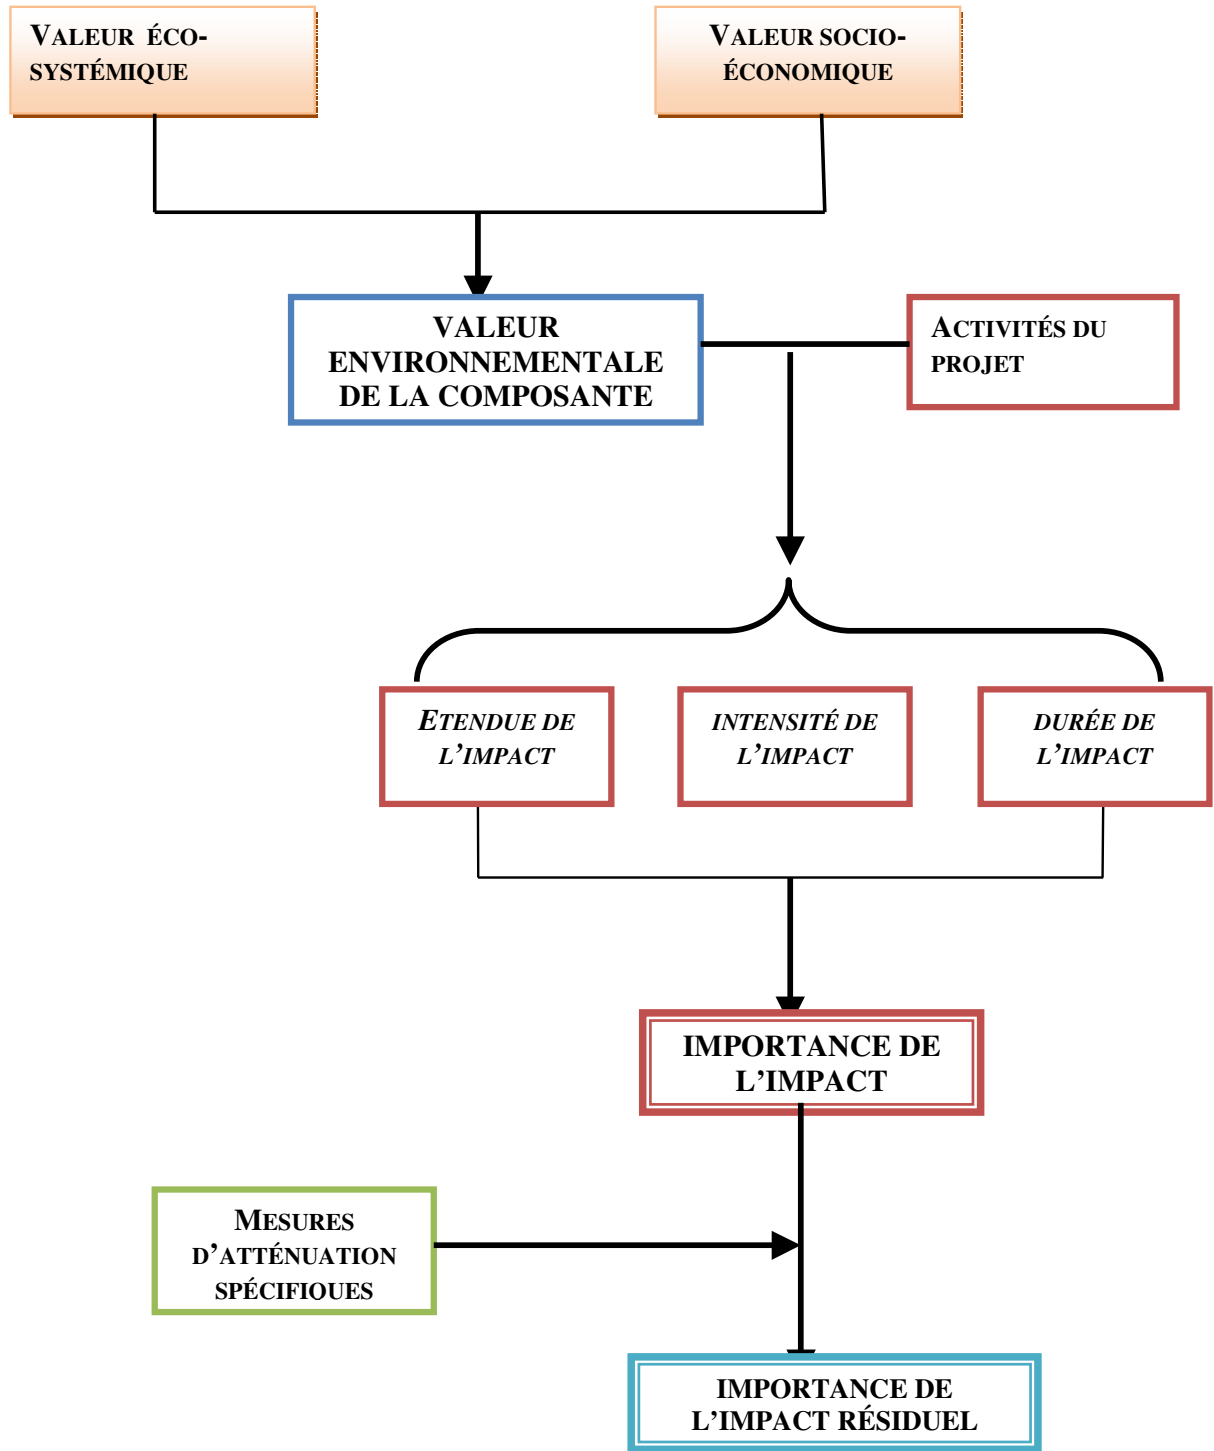 VALEUR ÉCO-
SYSTÉMIQUE
VALEUR SOCIO-
ÉCONOMIQUE
VALEUR
ENVIRONNEMENTALE
DE LA COMPOSANTE
ACTIVITÉS DU
PROJET
ETENDUE DE
L’IMPACT
INTENSITÉ DE
L’IMPACT
DURÉE DE
L’IMPACT
IMPORTANCE DE
L’IMPACT
MESURES
D’ATTÉNUATION
SPÉCIFIQUES
IMPORTANCE DE
L’IMPACT RÉSIDUEL